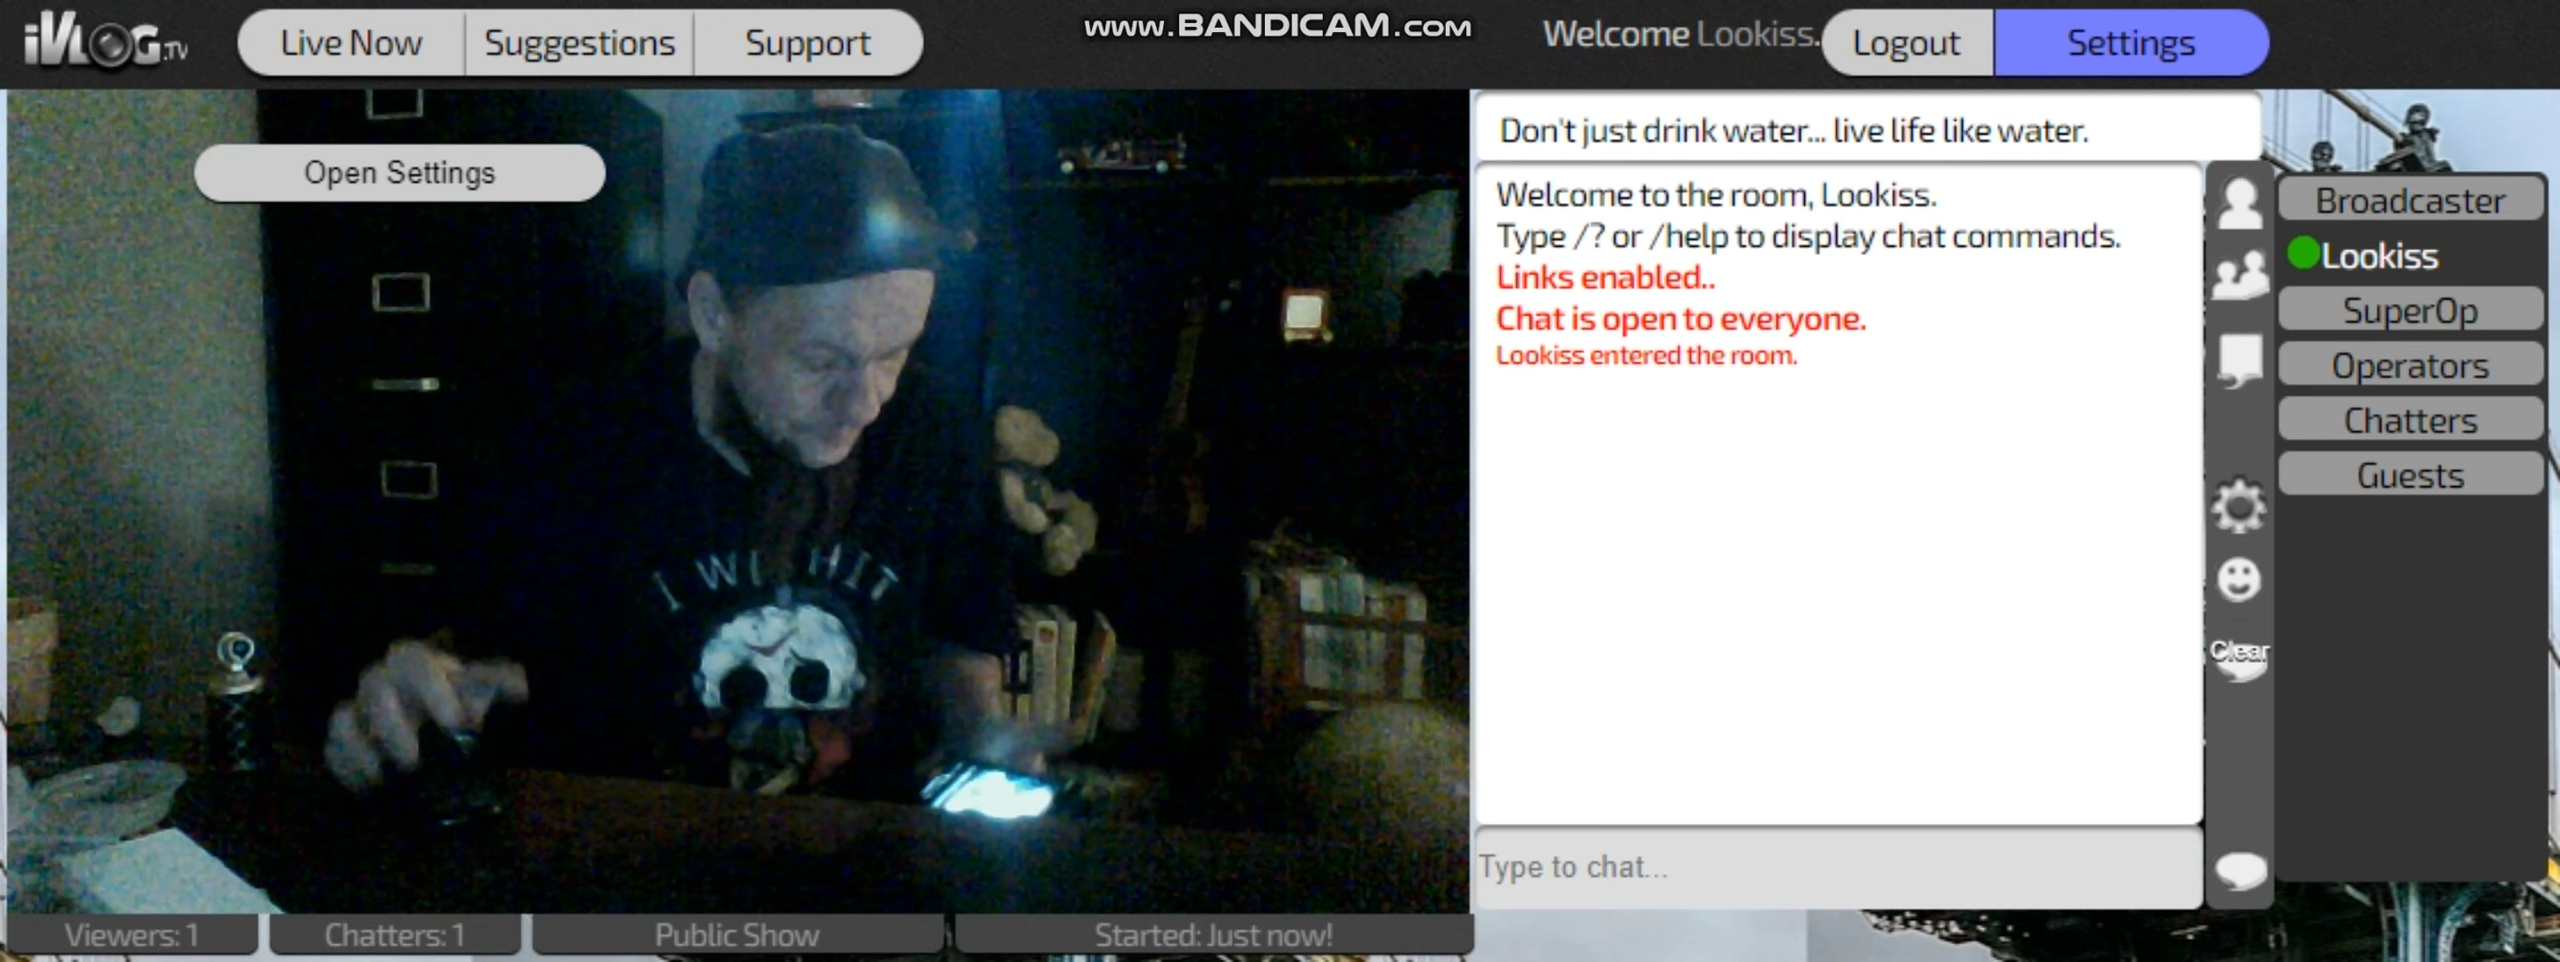 iVLOG.TV
Live Now
Suggestions
Support
www.BANDICAM.com
Welcome Lookiss.
Logout
Settings
Open Settings
Don't just drink water... live life like water.
Welcome to the room, Lookiss.
Type /? or /help to display chat commands.
Links enabled..
Chat is open to everyone.
Lookiss entered the room.
Broadcaster
Lookiss
SuperOp
Operators
Chatters
Guests
Clear
I WI HIT
Type to chat...
Viewers: 1
Chatters: 1
Public Show
Started: Just now!